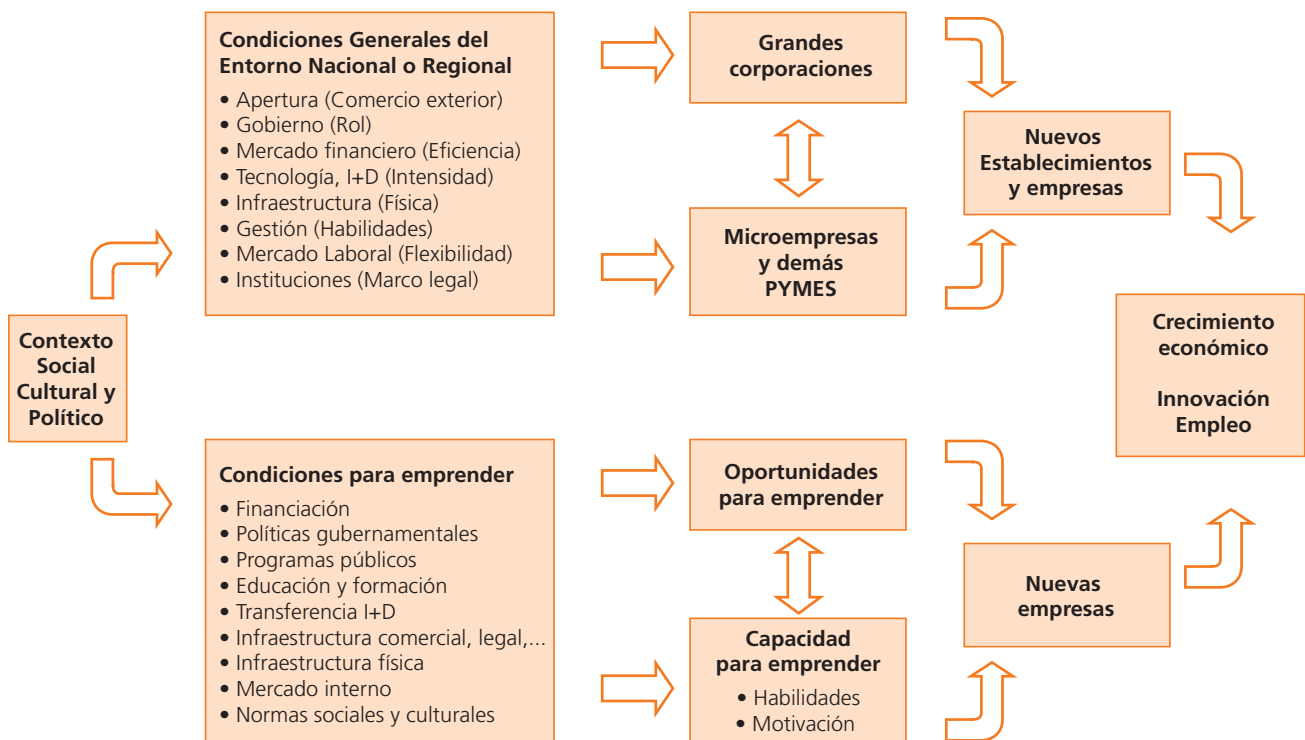 Contexto
Social
Cultural y
Político
Condiciones Generales del
Entorno Nacional o Regional
• Apertura (Comercio exterior)
• Gobierno (Rol)
• Mercado financiero (Eficiencia)
• Tecnología, I+D (Intensidad)
• Infraestructura (Física)
• Gestión (Habilidades)
• Mercado Laboral (Flexibilidad)
• Instituciones (Marco legal)
Grandes
corporaciones
Microempresas
y demás
PYMES
Nuevos
Establecimientos
y empresas
Condiciones para emprender
• Financiación
• Políticas gubernamentales
• Programas públicos
• Educación y formación
• Transferencia I+D
• Infraestructura comercial, legal,...
• Infraestructura física
• Mercado interno
• Normas sociales y culturales
Oportunidades
para emprender
Capacidad
para emprender
• Habilidades
• Motivación
Nuevas
empresas
Crecimiento
económico
Innovación
Empleo